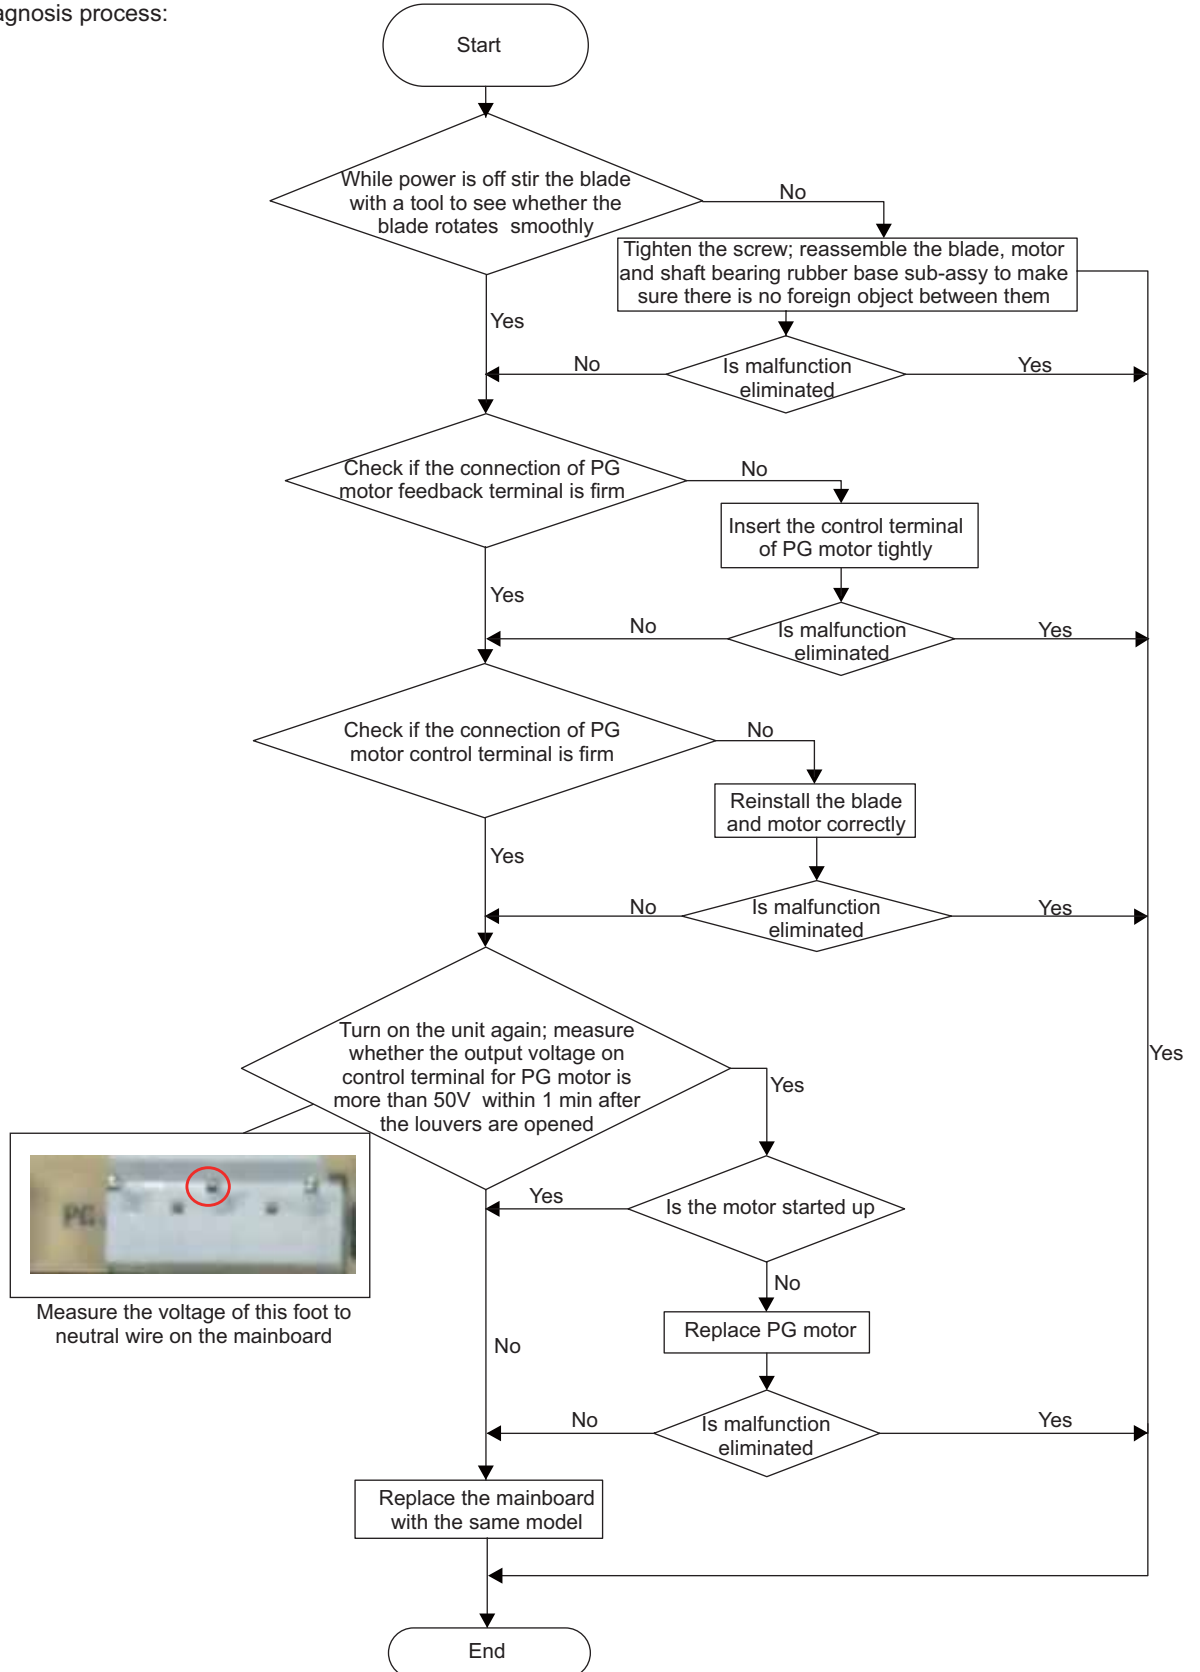 agnosis process:
Start
While power is off stir the blade
with a tool to see whether the
blade rotates smoothly
No
Tighten the screw; reassemble the blade, motor
and shaft bearing rubber base sub-assy to make
sure there is no foreign object between them
Yes
No
Is malfunction
eliminated
Yes
Check if the connection of PG
motor feedback terminal is firm
No
Insert the control terminal
of PG motor tightly
Yes
No
Is malfunction
eliminated
Yes
Check if the connection of PG
motor control terminal is firm
No
Reinstall the blade
and motor correctly
Yes
No
Is malfunction
eliminated
Yes
Turn on the unit again; measure
whether the output voltage on
control terminal for PG motor is
more than 50V within 1 min after
the louvers are opened
Yes
Yes
PG
Yes
Is the motor started up
No
Measure the voltage of this foot to
neutral wire on the mainboard
Replace PG motor
No
No
Is malfunction
eliminated
Yes
Replace the mainboard
with the same model
End